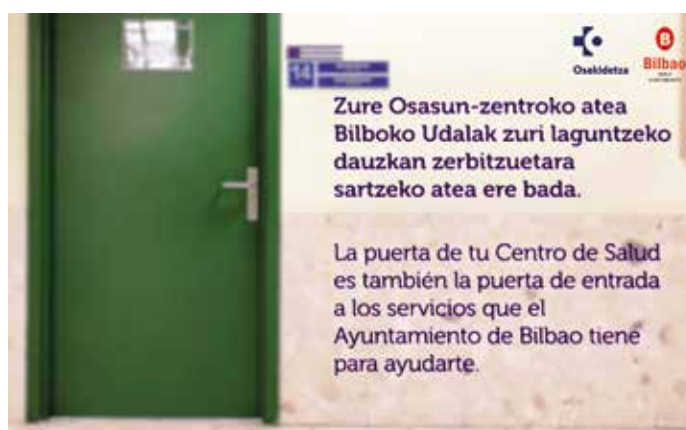 14
Osakidetza
Bilbao
Zure Osasun-zentroko atea
Bilboko Udalak zuri laguntzeko
dauzkan zerbitzuetara
sartzeko atea ere bada.
La puerta de tu Centro de Salud
es también la puerta de entrada
a los servicios que el
Ayuntamiento de Bilbao tiene
para ayudarte.